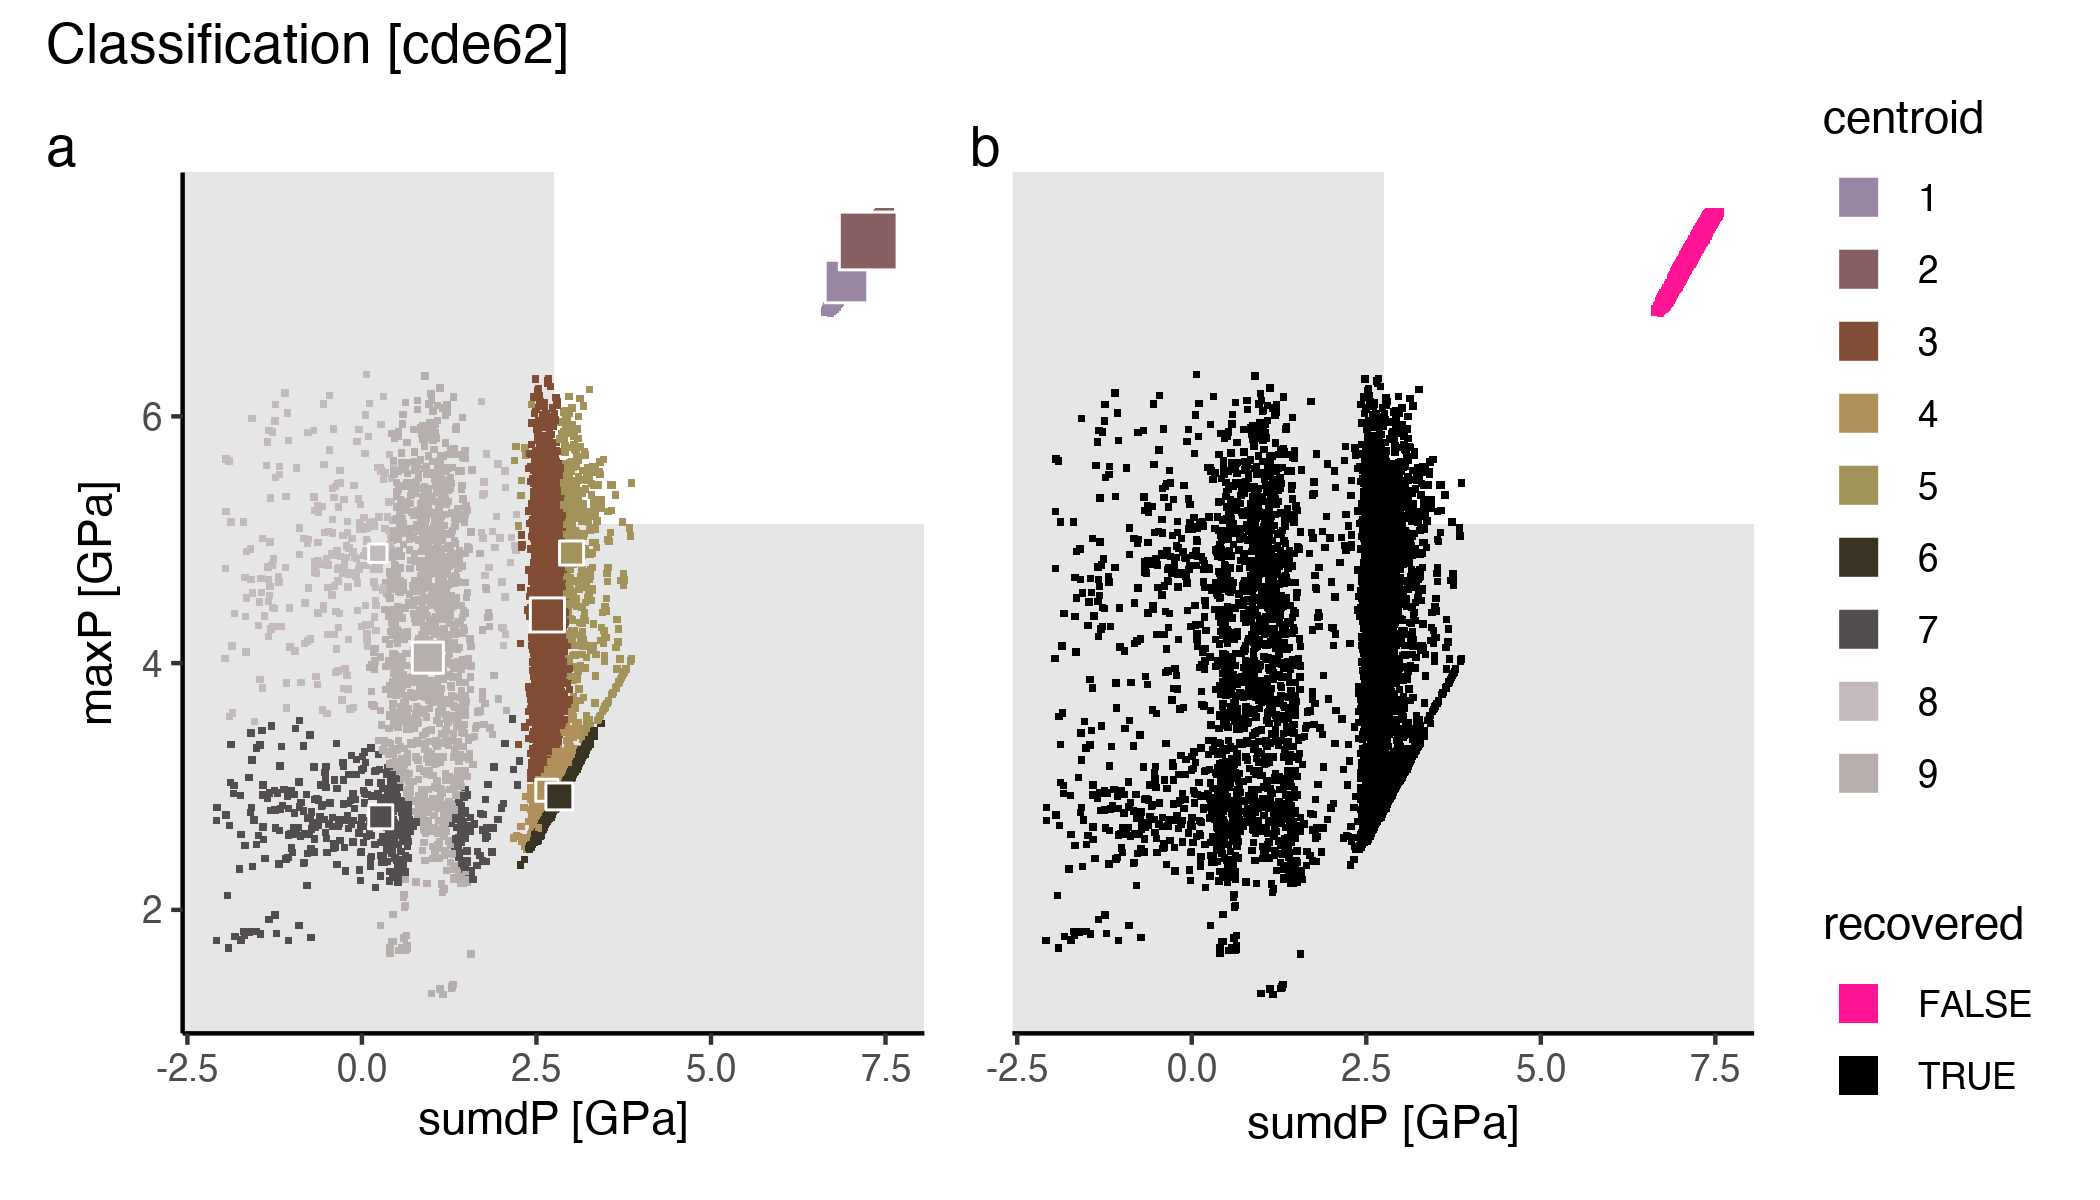 Classification [cde62]
a
b
maxP [GPa]
6
4
2
-2.5 0.0 2.5 5.0 7.5
sumdP [GPa]
-2.5 0.0 2.5 5.0 7.5
sumdP [GPa]
centroid
1
2
3
4
5
6
7
8
9
recovered
FALSE
TRUE